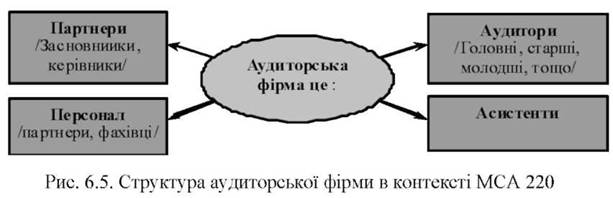 Партнери
/Засновниики,
керівники/
Аудитори
/Головні, старші,
молодші, тощо/
Аудиторська
фірма це :
Персонал
/партнери, фахівці/
Асистенти
Рис. 6.5. Структура аудиторської фірми в контексті МСА 220